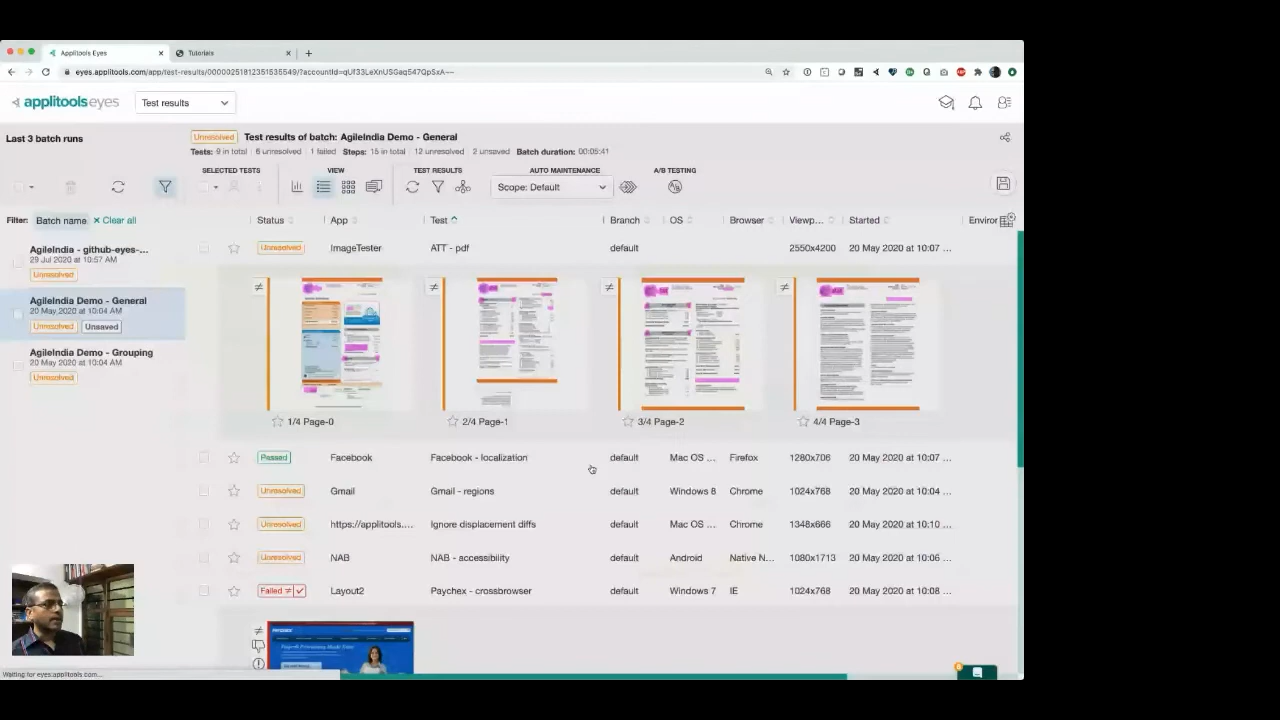 Applitools Eyes
Tutorials
eyes.applitools.com/app/test-results/00000251812351535549/?accountId=qUf33LeXnUSGaq547QpSxA~~
applitools eyes
Test results
Last 3 batch runs
Unresolved Test results of batch: AgileIndia Demo - General
Tests: 9 in total 6 unresolved 1 failed Steps: 15 in total 12 unresolved 2 unsaved Batch duration: 00:05:41
SELECTED TESTS VIEW TEST RESULTS AUTO MAINTENANCE A/B TESTING
Scope: Default
Filter: Batch name × Clear all
Status App Test Branch OS Browser Viewp... Started Enviror
AgileIndia - github-eyes-...
29 Jul 2020 at 10:57 AM
Unresolved
AgileIndia Demo - General
20 May 2020 at 10:04 AM
Unresolved Unsaved
AgileIndia Demo - Grouping
20 May 2020 at 10:04 AM
Unresolved
Unresolved ImageTester ATT - pdf default 2550x4200 20 May 2020 at 10:07 ...
1/4 Page-0 2/4 Page-1 3/4 Page-2 4/4 Page-3
Passed Facebook Facebook - localization default Mac OS ... Firefox 1280x706 20 May 2020 at 10:07 ...
Unresolved Gmail Gmail - regions default Windows 8 Chrome 1024x768 20 May 2020 at 10:04 ...
Unresolved https://applitools.... Ignore displacement diffs default Mac OS ... Chrome 1348x666 20 May 2020 at 10:10 ...
Unresolved NAB NAB - accessibility default Android Native N... 1080x1713 20 May 2020 at 10:06 ...
Failed ≠ Layout2 Paychex - crossbrowser default Windows 7 IE 1024x768 20 May 2020 at 10:08 ...
PAYCHEX
Payroll Processing Made Easy
Waiting for eyes.applitools.com...